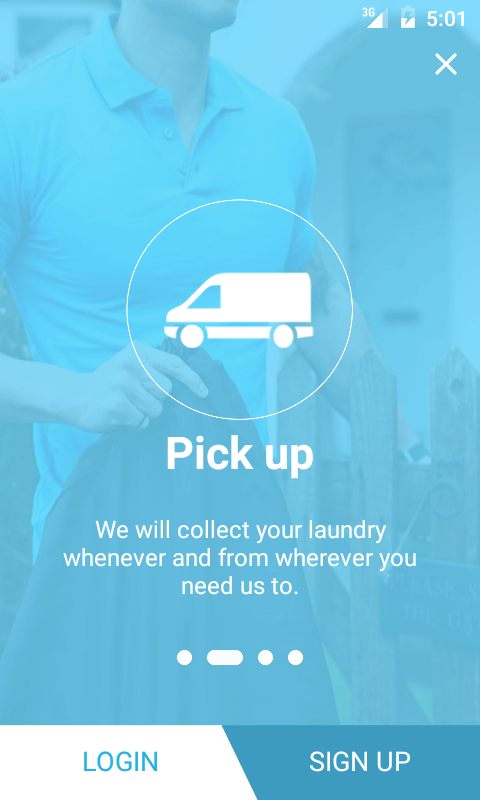 3G 5:01
Pick up
We will collect your laundry
whenever and from wherever you
need us to.
LOGIN SIGN UP